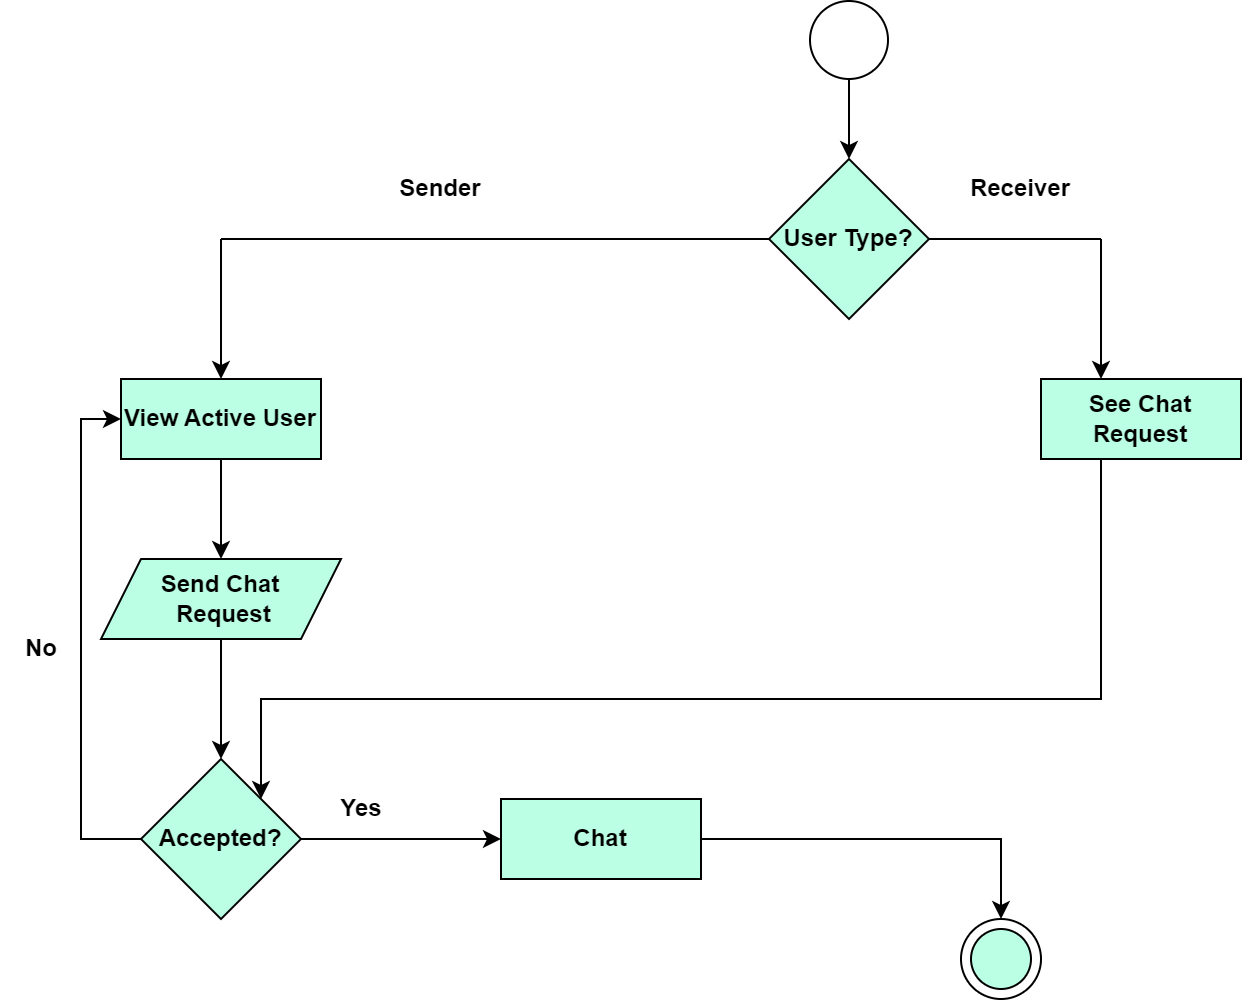 Sender
Receiver
User Type?
View Active User
See Chat
Request
Send Chat
Request
No
Yes
Accepted?
Chat